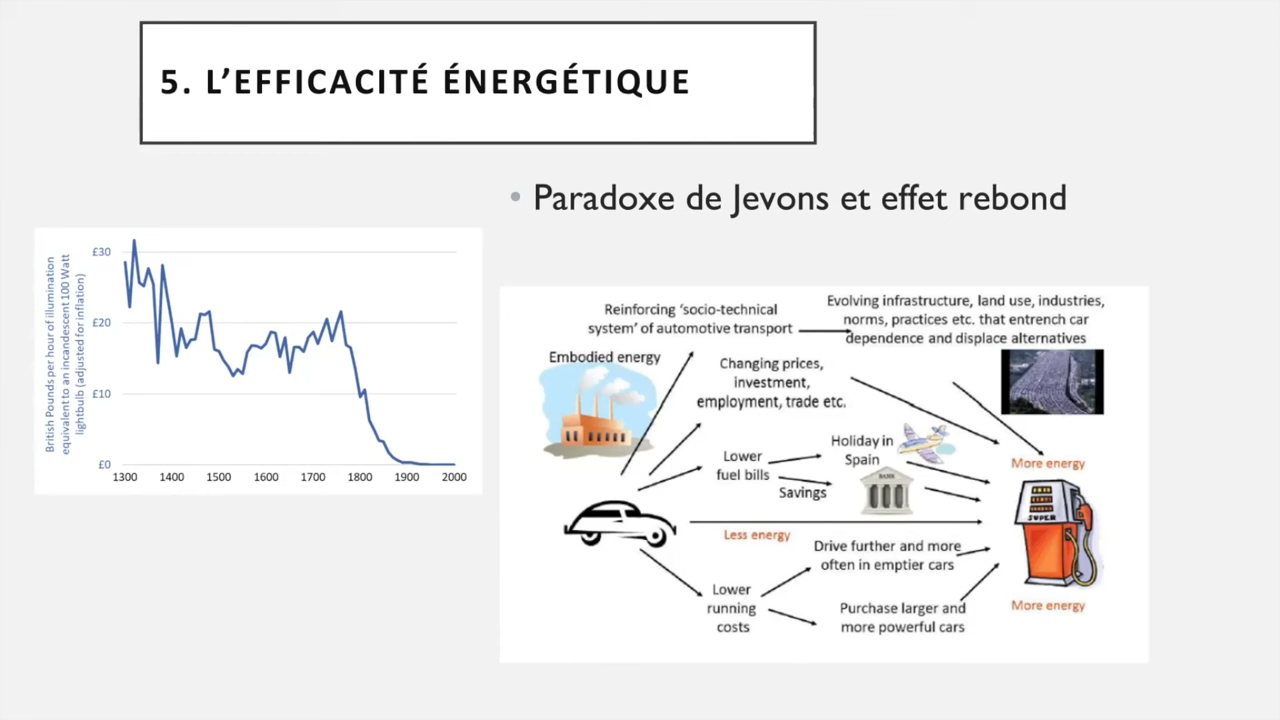 5. L’EFFICACITÉ ÉNERGÉTIQUE
• Paradoxe de Jevons et effet rebond
British Pounds per hour of illumination
equivalent to an incandescent 100 Watt
lightbulb (adjusted for inflation)
£30
£20
£10
£0
1300 1400 1500 1600 1700 1800 1900 2000
Reinforcing ‘socio-technical
system’ of automotive transport
Evolving infrastructure, land use, industries,
norms, practices etc. that entrench car
dependence and displace alternatives
Embodied energy
Changing prices,
investment,
employment, trade etc.
Lower
fuel bills
Holiday in
Spain
Savings
BANK
More energy
SUPER
Less energy
Drive further and more
often in emptier cars
Lower
running
costs
Purchase larger and
more powerful cars
More energy